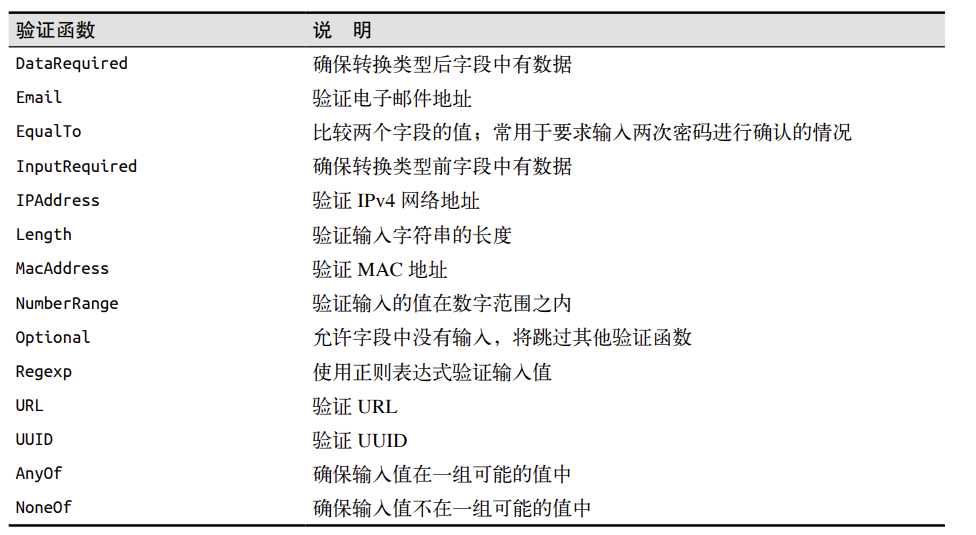 验证函数 说 明
DataRequired 确保转换类型后字段中有数据
Email 验证电子邮件地址
EqualTo 比较两个字段的值；常用于要求输入两次密码进行确认的情况
InputRequired 确保转换类型前字段中有数据
IPAddress 验证 IPv4 网络地址
Length 验证输入字符串的长度
MacAddress 验证 MAC 地址
NumberRange 验证输入的值在数字范围之内
Optional 允许字段中没有输入，将跳过其他验证函数
Regexp 使用正则表达式验证输入值
URL 验证 URL
UUID 验证 UUID
AnyOf 确保输入值在一组可能的值中
NoneOf 确保输入值不在一组可能的值中